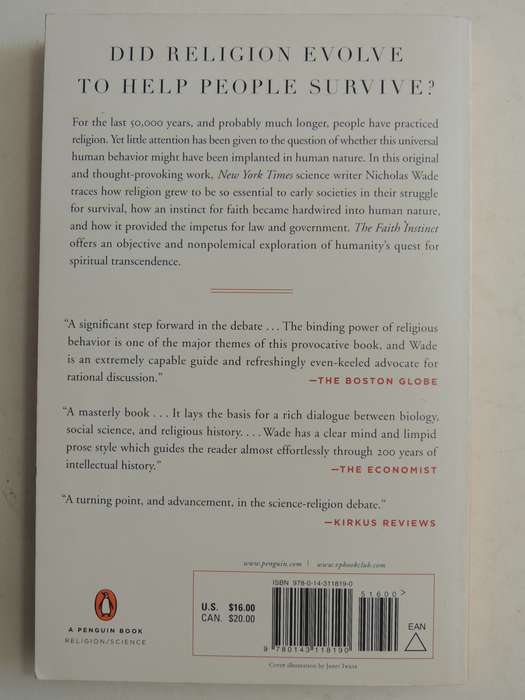 DID RELIGION EVOLVE
TO HELP PEOPLE SURVIVE?
For the last 50,000 years, and probably much longer, people have practiced
religion. Yet little attention has been given to the question of whether this universal
human behavior might have been implanted in human nature. In this original
and thought-provoking work, New York Times science writer Nicholas Wade
traces how religion grew to be so essential to early societies in their struggle
for survival, how an instinct for faith became hardwired into human nature,
and how it provided the impetus for law and government. The Faith Instinct
offers an objective and nonpolemical exploration of humanity's quest for
spiritual transcendence.
“A significant step forward in the debate . . . The binding power of religious
behavior is one of the major themes of this provocative book, and Wade
is an extremely capable guide and refreshingly even-keeled advocate for
rational discussion.”
—THE BOSTON GLOBE
“A masterly book . . . It lays the basis for a rich dialogue between biology,
social science, and religious history. . . . Wade has a clear mind and limpid
prose style which guides the reader almost effortlessly through 200 years of
intellectual history.”
—THE ECONOMIST
“A turning point, and advancement, in the science-religion debate.”
—KIRKUS REVIEWS
www.penguin.com | www.vpbookclub.com
ISBN 978-0-14-311819-0
51600>
U.S. $16.00
CAN. $20.00
EAN
9 780143 118190
A PENGUIN BOOK
RELIGION/SCIENCE
Cover illustration by Janet